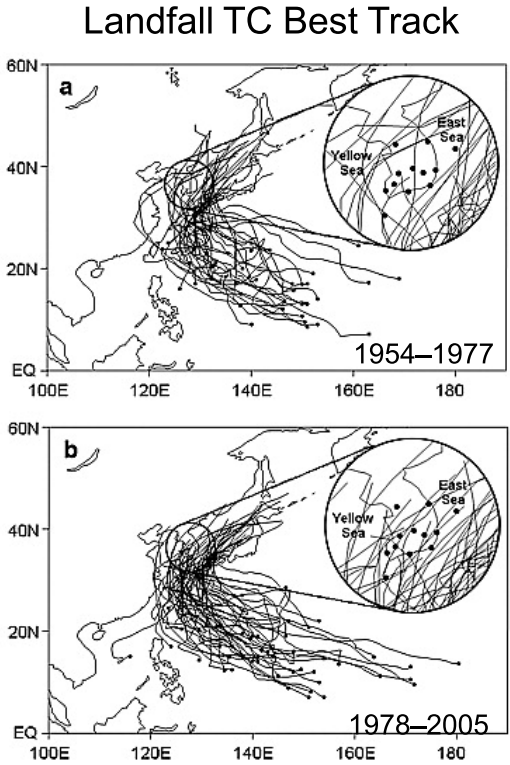 Landfall TC Best Track
60N
a
East
Sea
Yellow
Sea
40N
20N
1954–1977
EQ
100E 120E 140E 160E 180
60N
b
East
Sea
Yellow
Sea
40N
20N
1978–2005
EQ
100E 120E 140E 160E 180